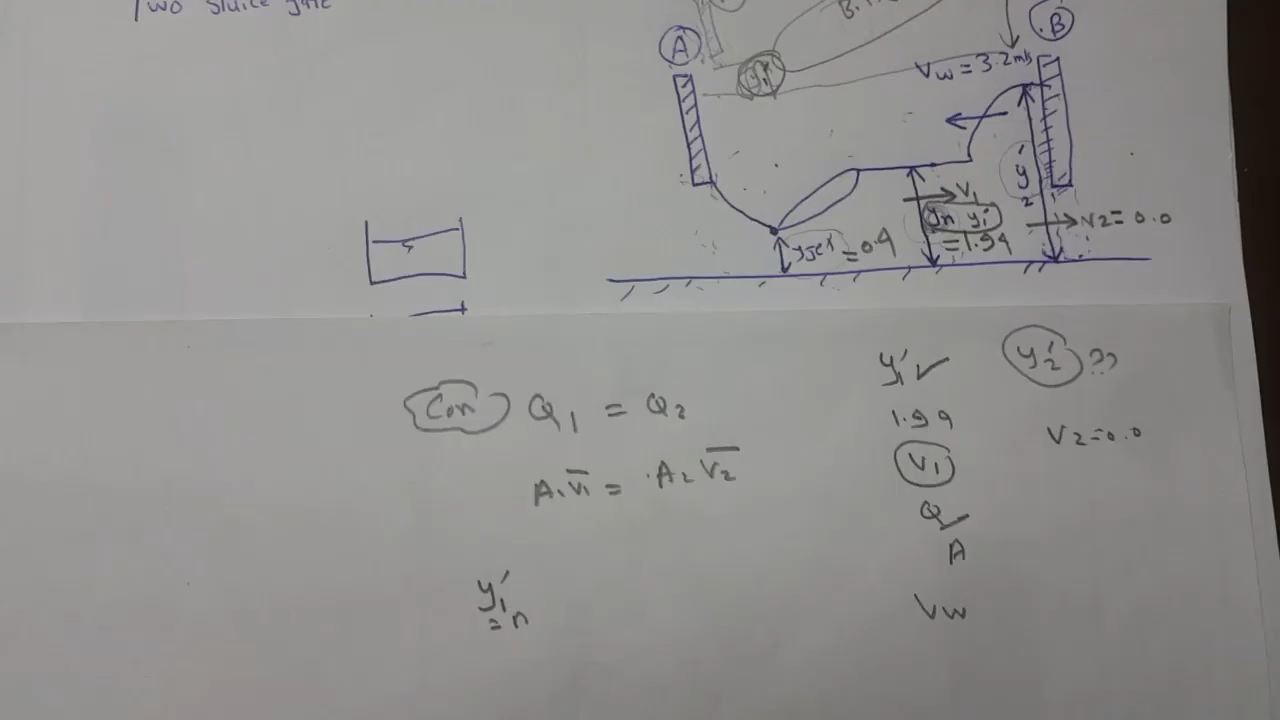 Two Sluice gate
A
B
y1'
Vw = 3.2 m/s
V1
yn y1'
= 1.94
y2'
V2 = 0.0
yjet = 0.4
Con Q1 = Q2
A1 V1 = A2 V2
y1' ✓
y2' ??
1.94
V2 = 0.0
V1
Q ✓
A
Vw
y1'
= n